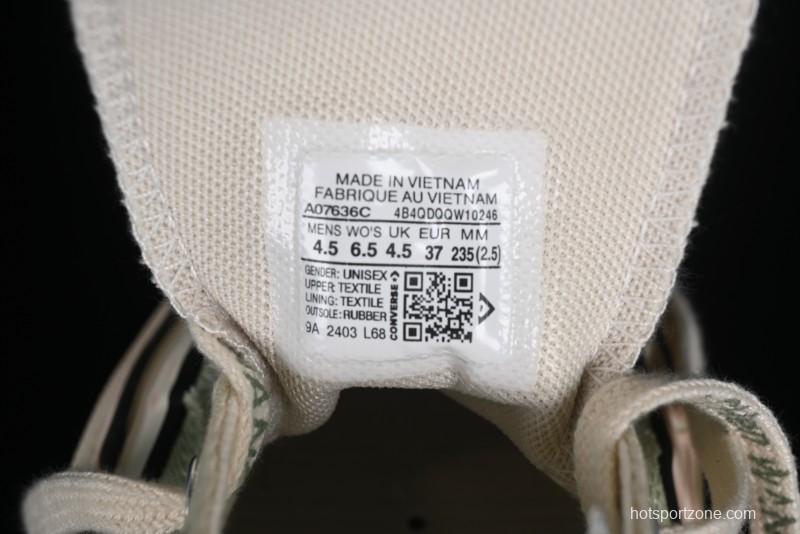 MADE IN VIETNAM
FABRIQUE AU VIETNAM
A07636C 4B4QDQQW10246
MENS WO'S UK EUR MM
4.5 6.5 4.5 37 235(2.5)
GENDER: UNISEX
UPPER: TEXTILE
LINING: TEXTILE
OUTSOLE: RUBBER
9A 2403 L68
CONVERSE
hotsportzone.com